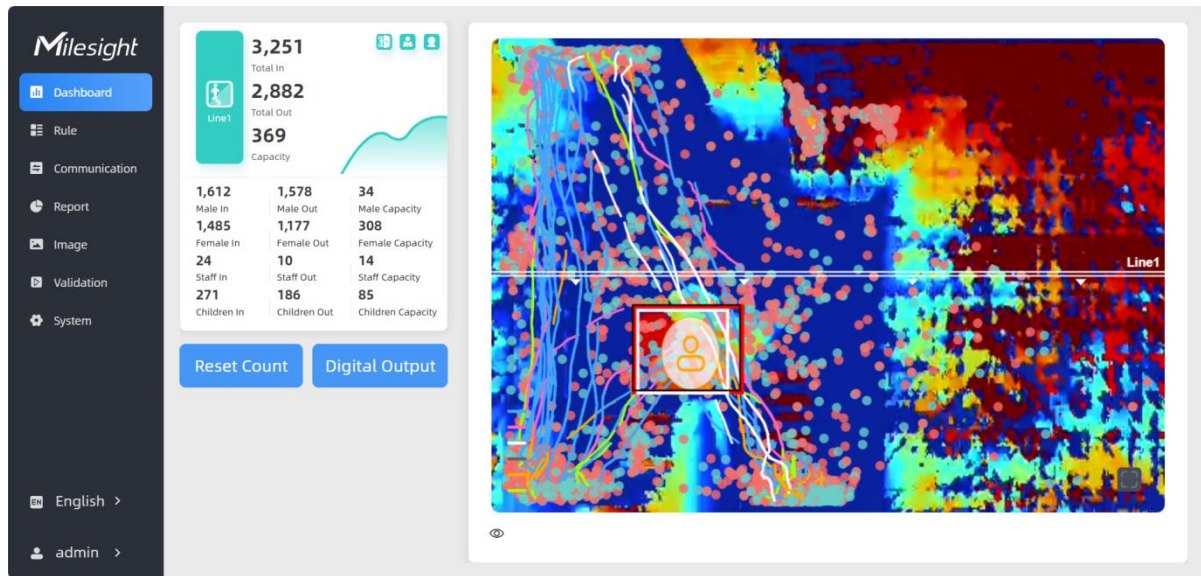 Milesight
Dashboard
Rule
Communication
Report
Image
Validation
System
EN English >
admin >
Line1
3,251
Total In
2,882
Total Out
369
Capacity
1,612 1,578 34
Male In Male Out Male Capacity
1,485 1,177 308
Female In Female Out Female Capacity
24 10 14
Staff In Staff Out Staff Capacity
271 186 85
Children In Children Out Children Capacity
Reset Count Digital Output
Line1